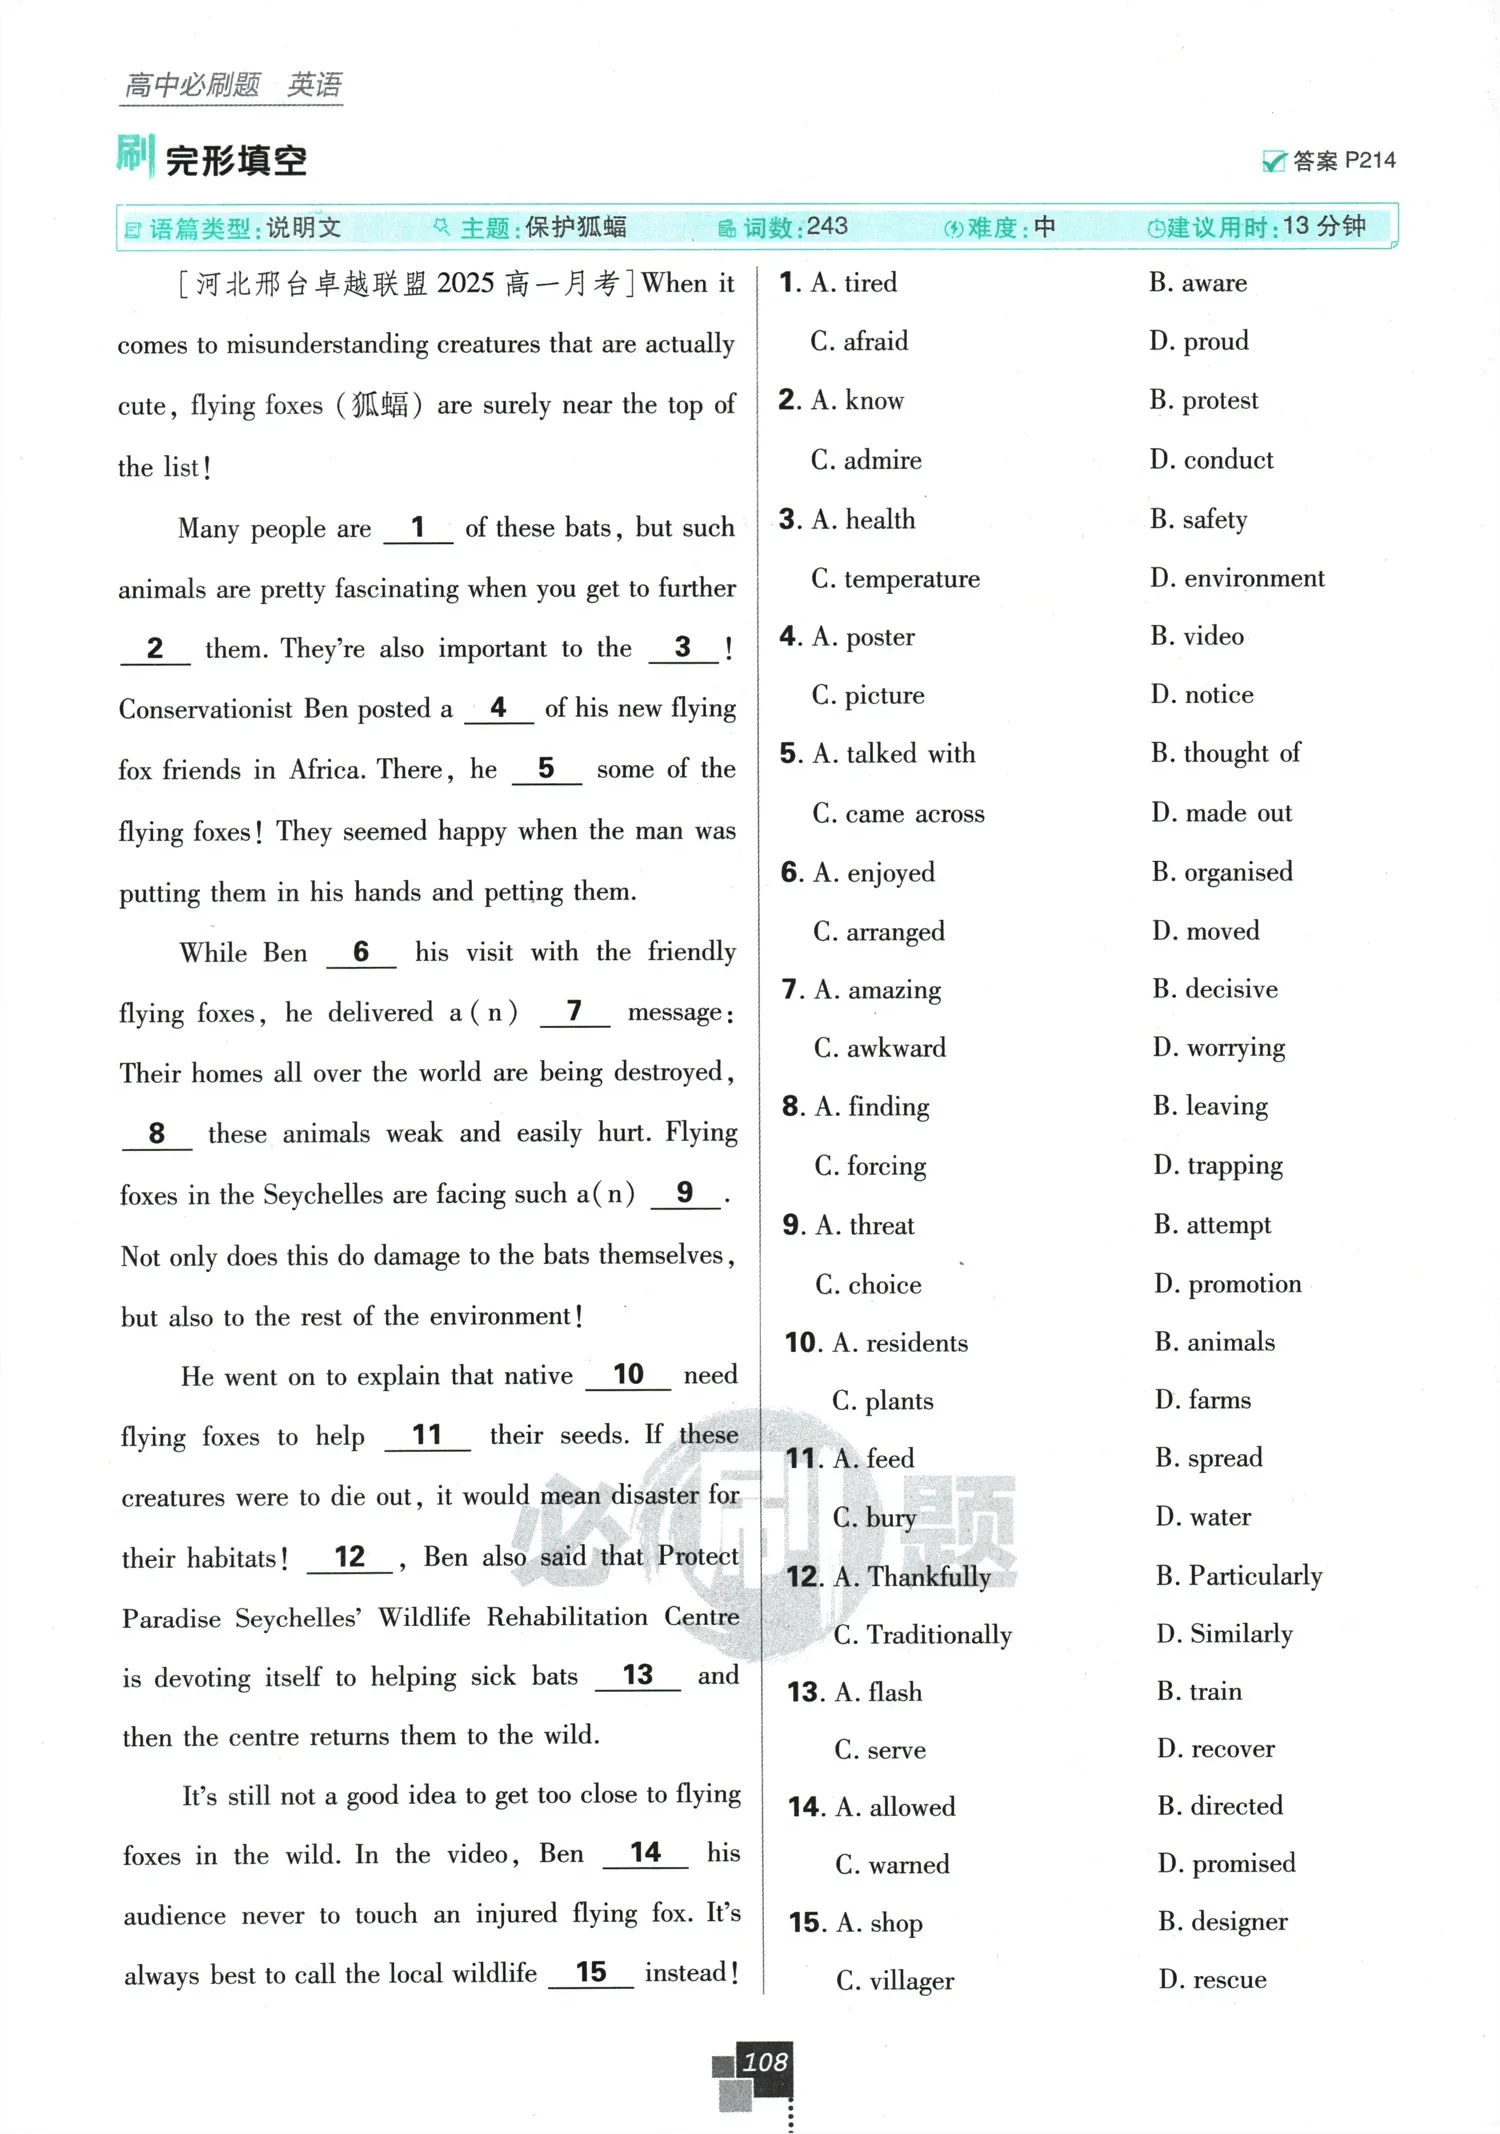 高中必刷题 英语
刷 完形填空
答案 P214
语篇类型:说明文 主题:保护狐蝠 词数:243 难度:中 建议用时:13 分钟
[河北邢台卓越联盟 2025 高一月考]When it
comes to misunderstanding creatures that are actually
cute, flying foxes (狐蝠) are surely near the top of
the list!
Many people are 1 of these bats, but such
animals are pretty fascinating when you get to further
2 them. They're also important to the 3 !
Conservationist Ben posted a 4 of his new flying
fox friends in Africa. There, he 5 some of the
flying foxes! They seemed happy when the man was
putting them in his hands and petting them.
While Ben 6 his visit with the friendly
flying foxes, he delivered a(n) 7 message:
Their homes all over the world are being destroyed,
8 these animals weak and easily hurt. Flying
foxes in the Seychelles are facing such a(n) 9 .
Not only does this do damage to the bats themselves,
but also to the rest of the environment!
He went on to explain that native 10 need
flying foxes to help 11 their seeds. If these
creatures were to die out, it would mean disaster for
their habitats! 12 , Ben also said that Protect
Paradise Seychelles' Wildlife Rehabilitation Centre
is devoting itself to helping sick bats 13 and
then the centre returns them to the wild.
It's still not a good idea to get too close to flying
foxes in the wild. In the video, Ben 14 his
audience never to touch an injured flying fox. It's
always best to call the local wildlife 15 instead!
1. A. tired B. aware
C. afraid D. proud
2. A. know B. protest
C. admire D. conduct
3. A. health B. safety
C. temperature D. environment
4. A. poster B. video
C. picture D. notice
5. A. talked with B. thought of
C. came across D. made out
6. A. enjoyed B. organised
C. arranged D. moved
7. A. amazing B. decisive
C. awkward D. worrying
8. A. finding B. leaving
C. forcing D. trapping
9. A. threat B. attempt
C. choice D. promotion
10. A. residents B. animals
C. plants D. farms
11. A. feed B. spread
C. bury D. water
12. A. Thankfully B. Particularly
C. Traditionally D. Similarly
13. A. flash B. train
C. serve D. recover
14. A. allowed B. directed
C. warned D. promised
15. A. shop B. designer
C. villager D. rescue
必刷题
108